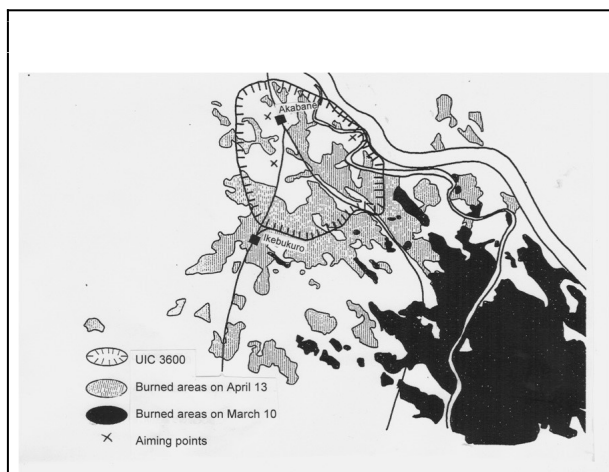 Akabane
Ikebukuro
UIC 3600
Burned areas on April 13
Burned areas on March 10
Aiming points